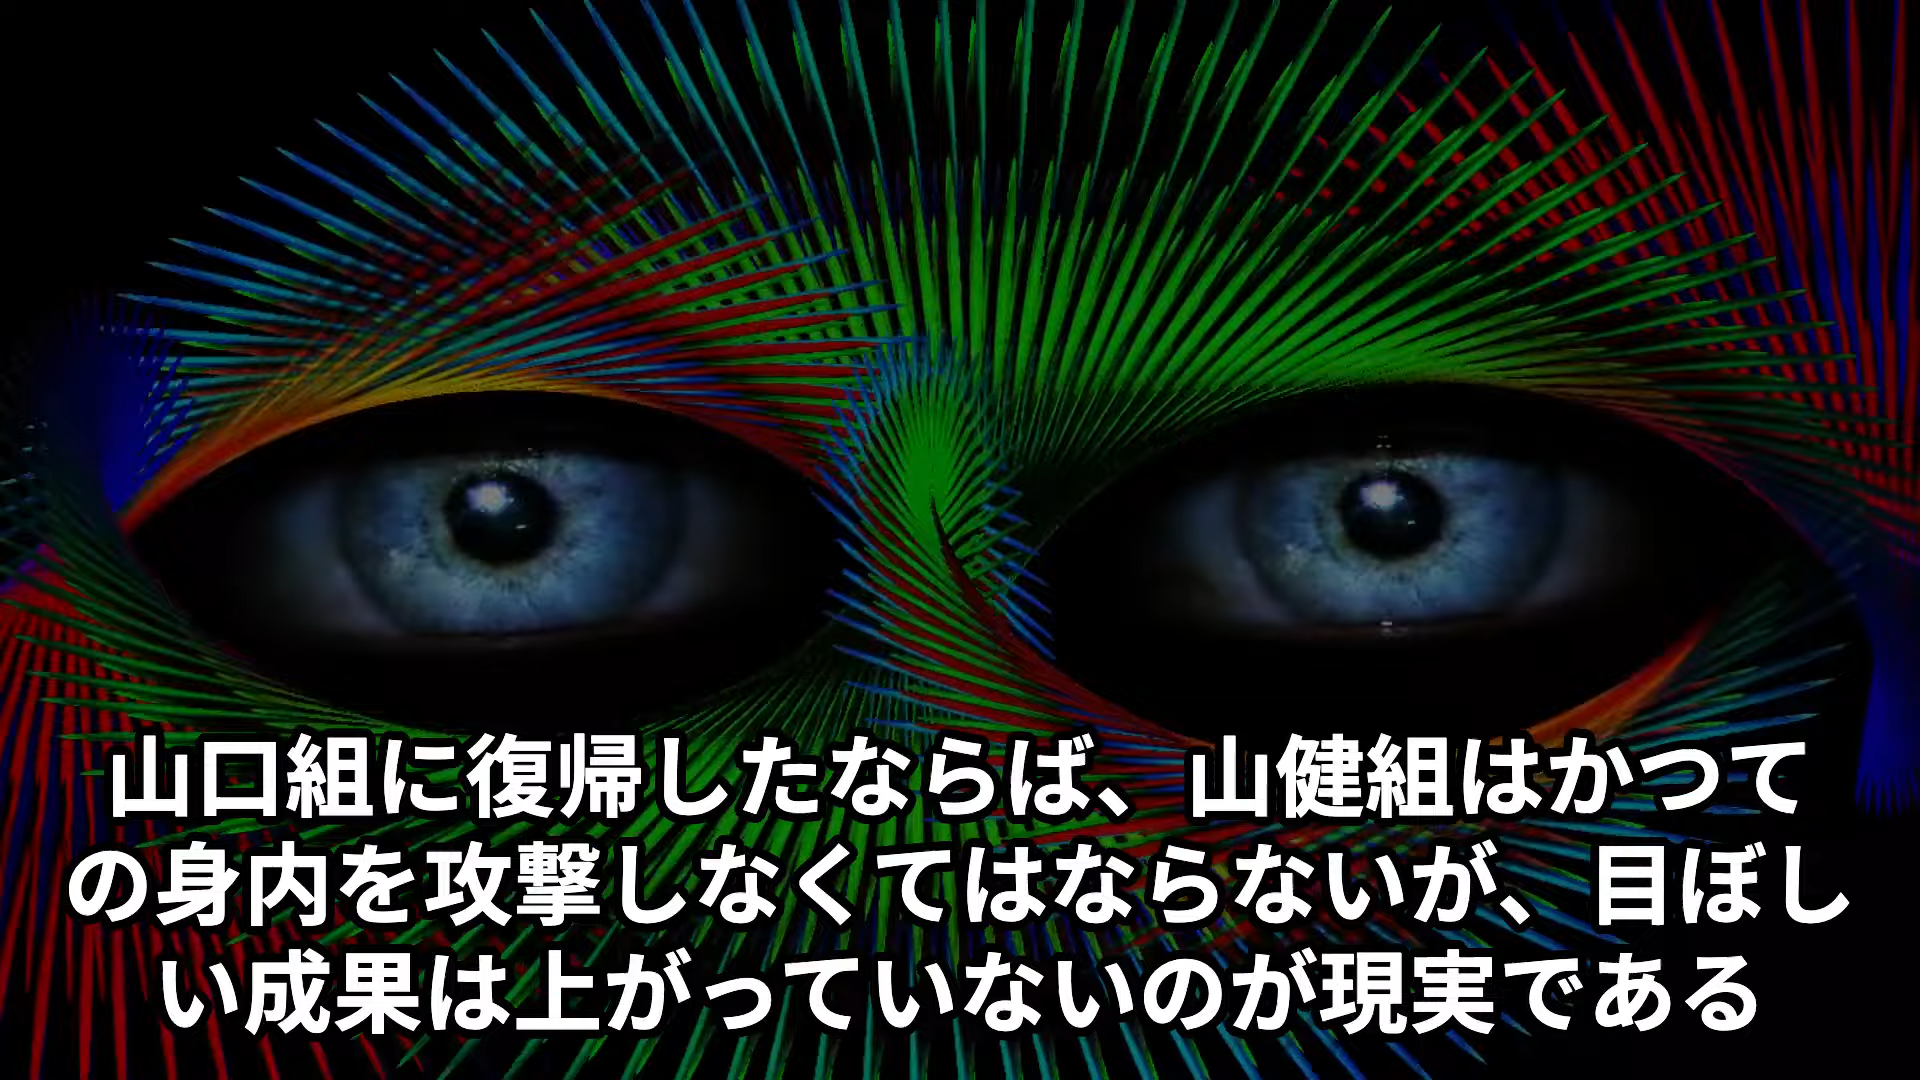 山口組に復帰したならば、山健組はかつて
の身内を攻撃しなくてはならないが、目ぼし
い成果は上がっていないのが現実である